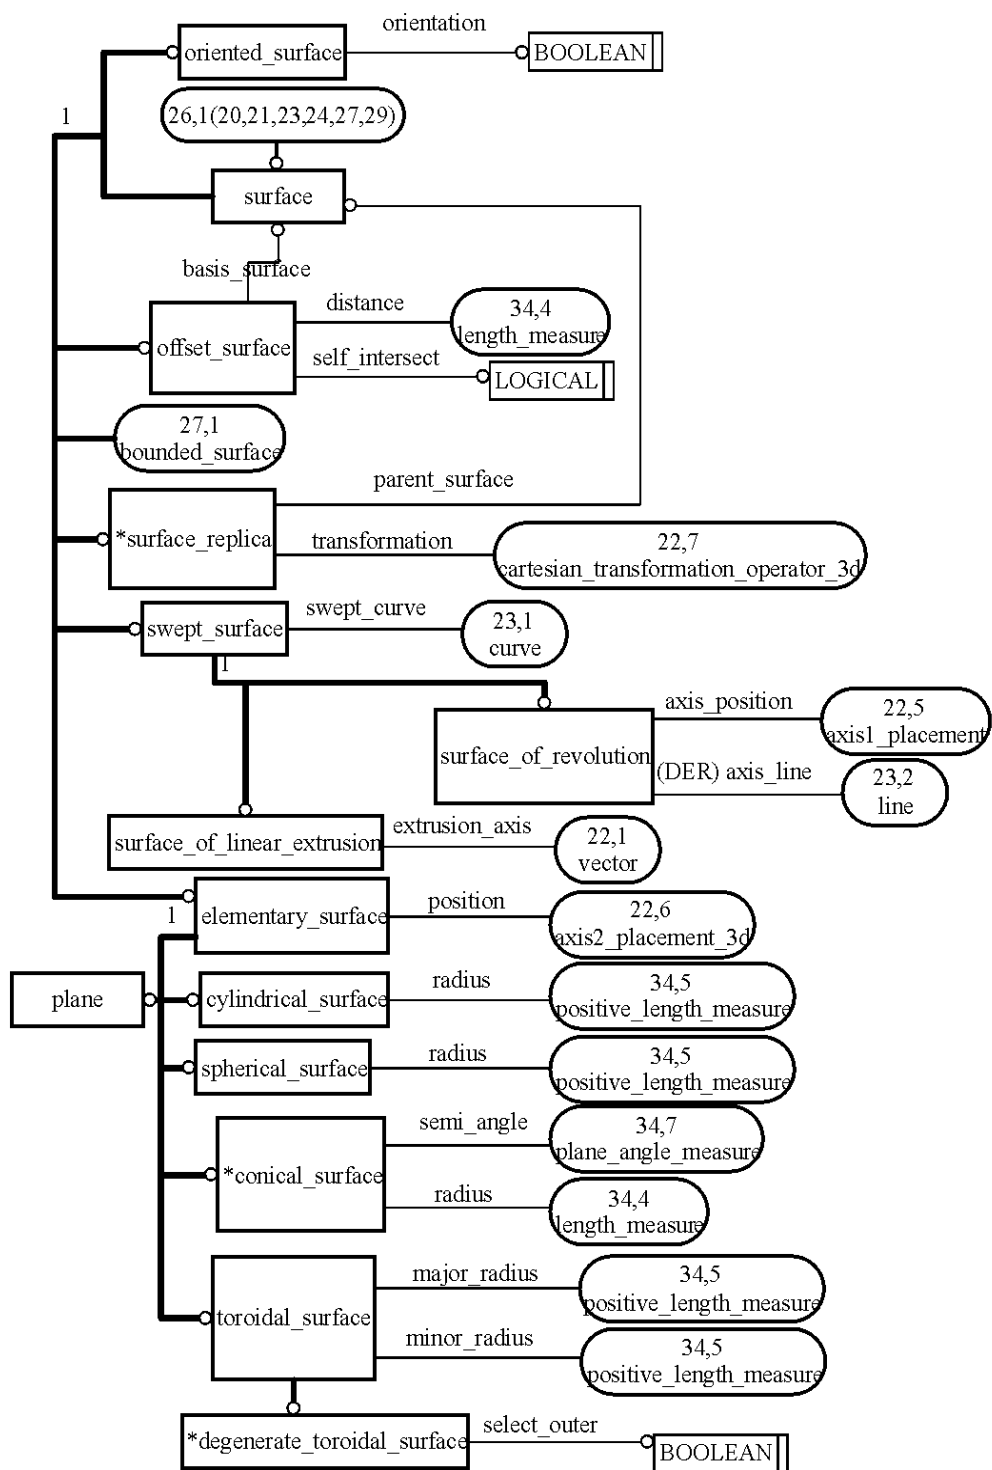 orientation
oriented_surface
BOOLEAN
1
26,1(20,21,23,24,27,29)
surface
basis_surface
distance
34,4
length_measure
offset_surface
self_intersect
LOGICAL
27,1
bounded_surface
parent_surface
*surface_replica
transformation
22,7
cartesian_transformation_operator_3d
swept_curve
swept_surface
23,1
curve
1
axis_position
22,5
axis1_placement
surface_of_revolution
(DER) axis_line
23,2
line
extrusion_axis
surface_of_linear_extrusion
22,1
vector
1
elementary_surface
position
22,6
axis2_placement_3d
plane
cylindrical_surface
radius
34,5
positive_length_measure
spherical_surface
radius
34,5
positive_length_measure
semi_angle
34,7
plane_angle_measure
*conical_surface
radius
34,4
length_measure
major_radius
34,5
positive_length_measure
toroidal_surface
minor_radius
34,5
positive_length_measure
select_outer
*degenerate_toroidal_surface
BOOLEAN